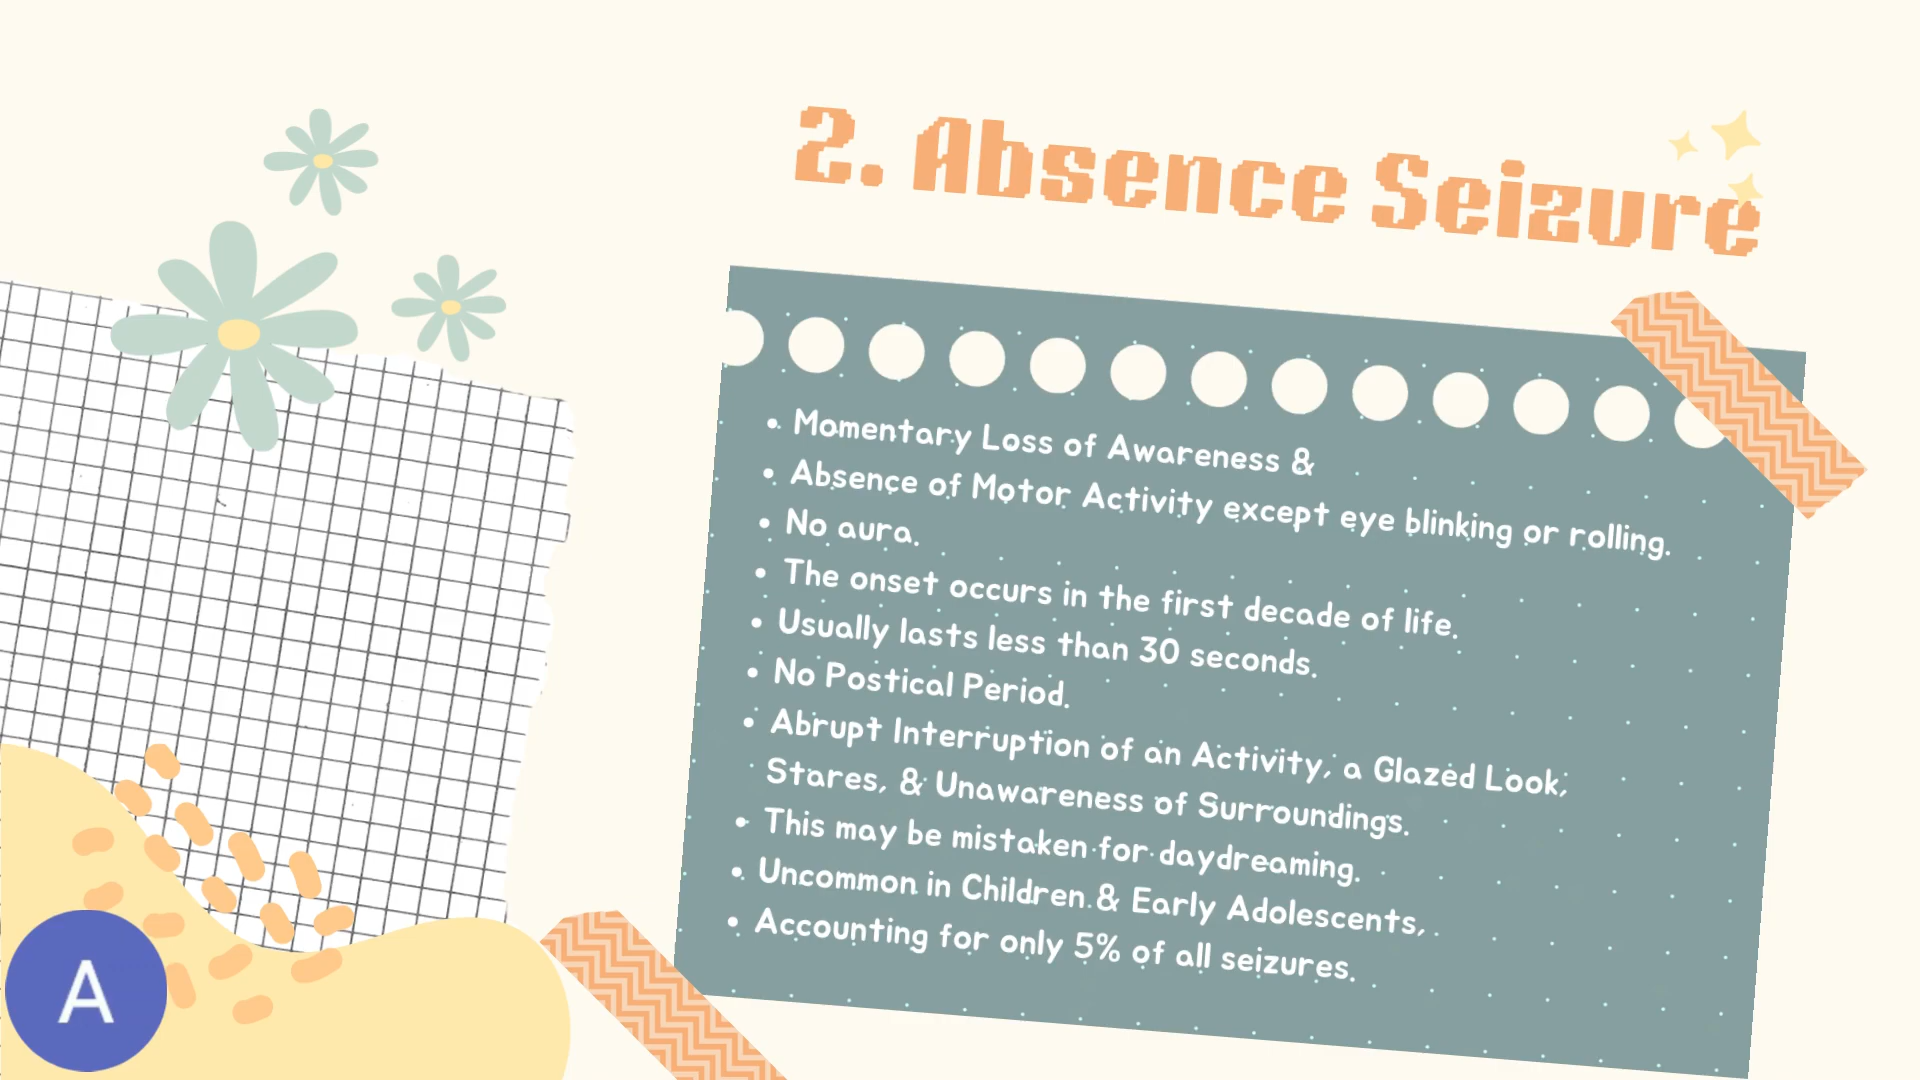 2. Absence Seizure
• Momentary Loss of Awareness &
• Absence of Motor Activity except eye blinking or rolling.
• No aura.
• The onset occurs in the first decade of life.
• Usually lasts less than 30 seconds.
• No Postical Period.
• Abrupt Interruption of an Activity, a Glazed Look,
Stares, & Unawareness of Surroundings.
• This may be mistaken for daydreaming.
• Uncommon in Children & Early Adolescents,
• Accounting for only 5% of all seizures.
A